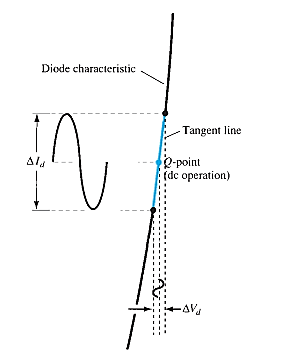 Diode characteristic
Tangent line
ΔI_d
Q-point
(dc operation)
ΔV_d